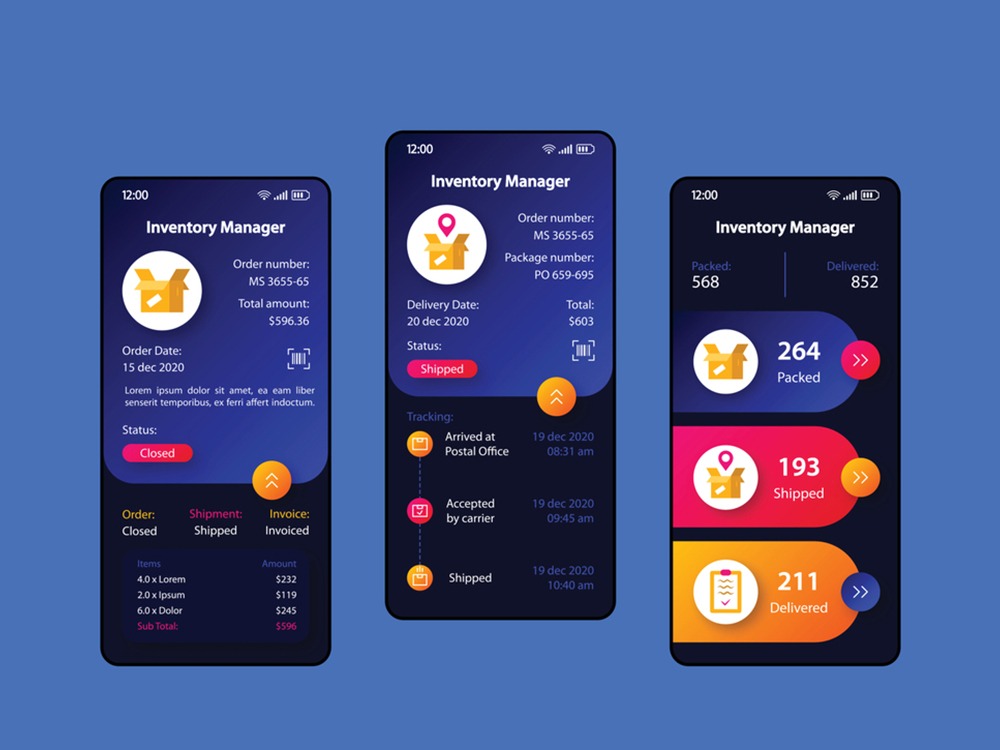 12:00
Inventory Manager
Order number:
MS 3655-65
Total amount:
$596.36
Order Date:
15 dec 2020
Lorem ipsum dolor sit amet, ea eam liber
senserit temporibus, ex ferri affert indoctum.
Status:
Closed
Order: Shipment: Invoice:
Closed Shipped Invoiced
Items Amount
4.0 x Lorem $232
2.0 x Ipsum $119
6.0 x Dolor $245
Sub Total: $596
12:00
Inventory Manager
Order number:
MS 3655-65
Package number:
PO 659-695
Delivery Date: Total:
20 dec 2020 $603
Status:
Shipped
Tracking:
Arrived at 19 dec 2020
Postal Office 08:31 am
Accepted 19 dec 2020
by carrier 09:45 am
19 dec 2020
Shipped
10:40 am
12:00
Inventory Manager
Packed: Delivered:
568 852
264
Packed
193
Shipped
211
Delivered